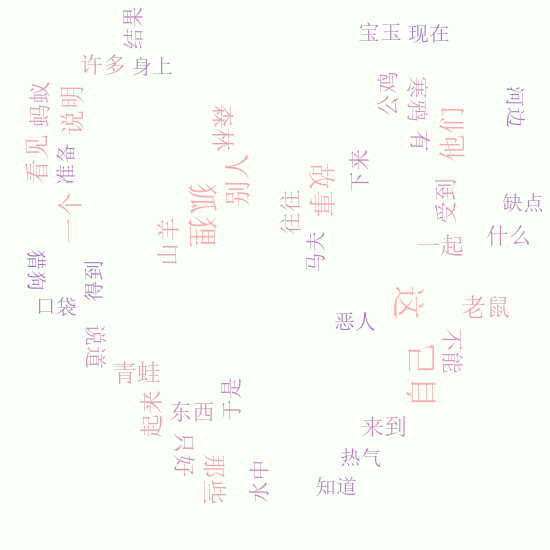 结果
宝玉
现在
许多
身上
鹬公
寒鸦
蚂蚁
说明
河边
森林
有
他们
看见
准备
别人
下来
故事
一个
狐狸
往往
受到
缺点
山羊
马夫
一起
什么
猎狗
得到
口袋
这
老鼠
恶人
说道
不能
自己
青蛙
起来
于是
东西
来到
只好
那些
水中
热气
知道